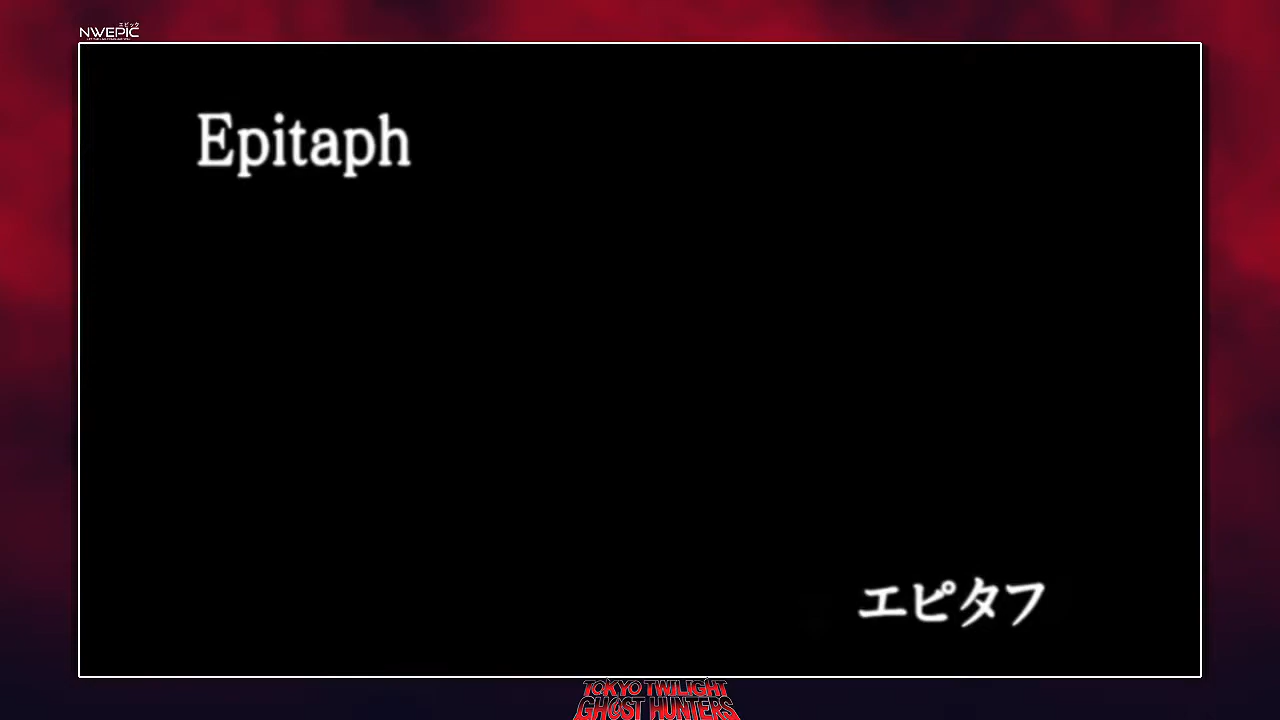 エピック
NWEPIC
Epitaph
エピタフ
TOKYO TWILIGHT
GHOST HUNTERS